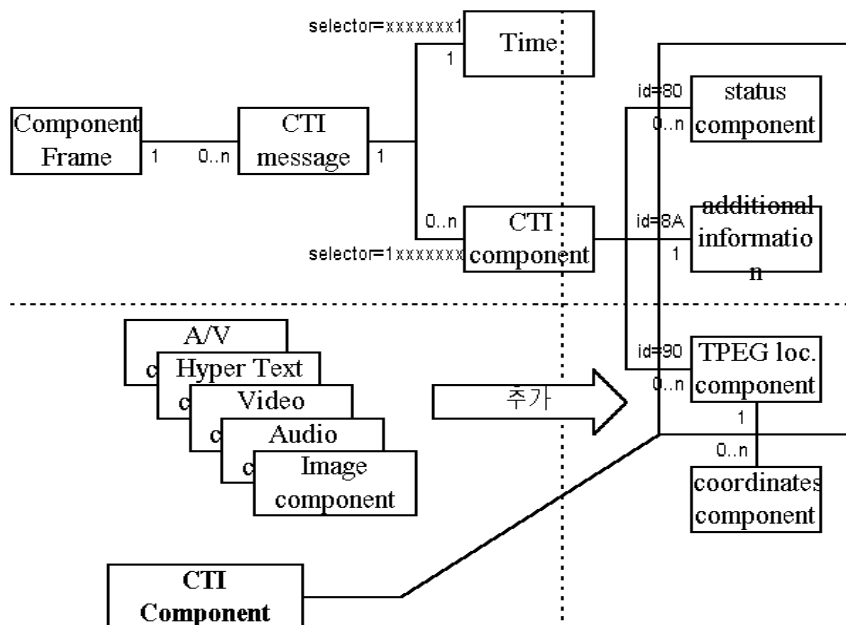 selector=xxxxxxx1
Time
1
Component
Frame
1
0..n
CTI
message
1
id=80
status
component
0..n
0..n
CTI
component
selector=1xxxxxxx
id=8A
additional
informatio
n
1
A/V
c
Hyper Text
c
Video
c
Audio
c
Image
component
추가
id=90
TPEG loc.
component
0..n
1
0..n
coordinates
component
CTI
Component